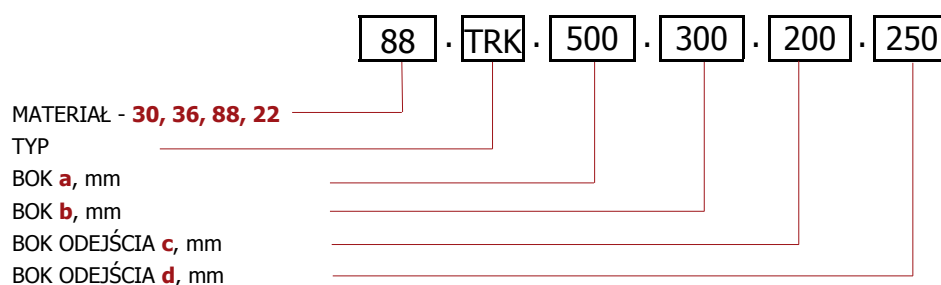 88 . TRK . 500 . 300 . 200 . 250
MATERIAŁ - 30, 36, 88, 22
TYP
BOK a, mm
BOK b, mm
BOK ODEJŚCIA c, mm
BOK ODEJŚCIA d, mm